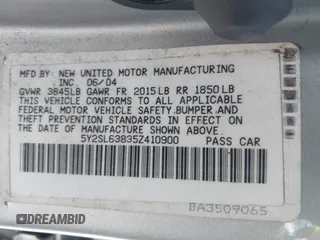 MFD.BY: NEW UNITED MOTOR MANUFACTURING
INC. 06/04
GVWR 3845LB GAWR FR 2015LB RR 1850LB
THIS VEHICLE CONFORMS TO ALL APPLICABLE
FEDERAL MOTOR VEHICLE SAFETY,BUMPER,AND
THEFT PREVENTION STANDARDS IN EFFECT ON
THE DATE OF MANUFACTURE SHOWN ABOVE.
5Y2SL63835Z410900 PASS CAR
BA3509065
DREAMBID